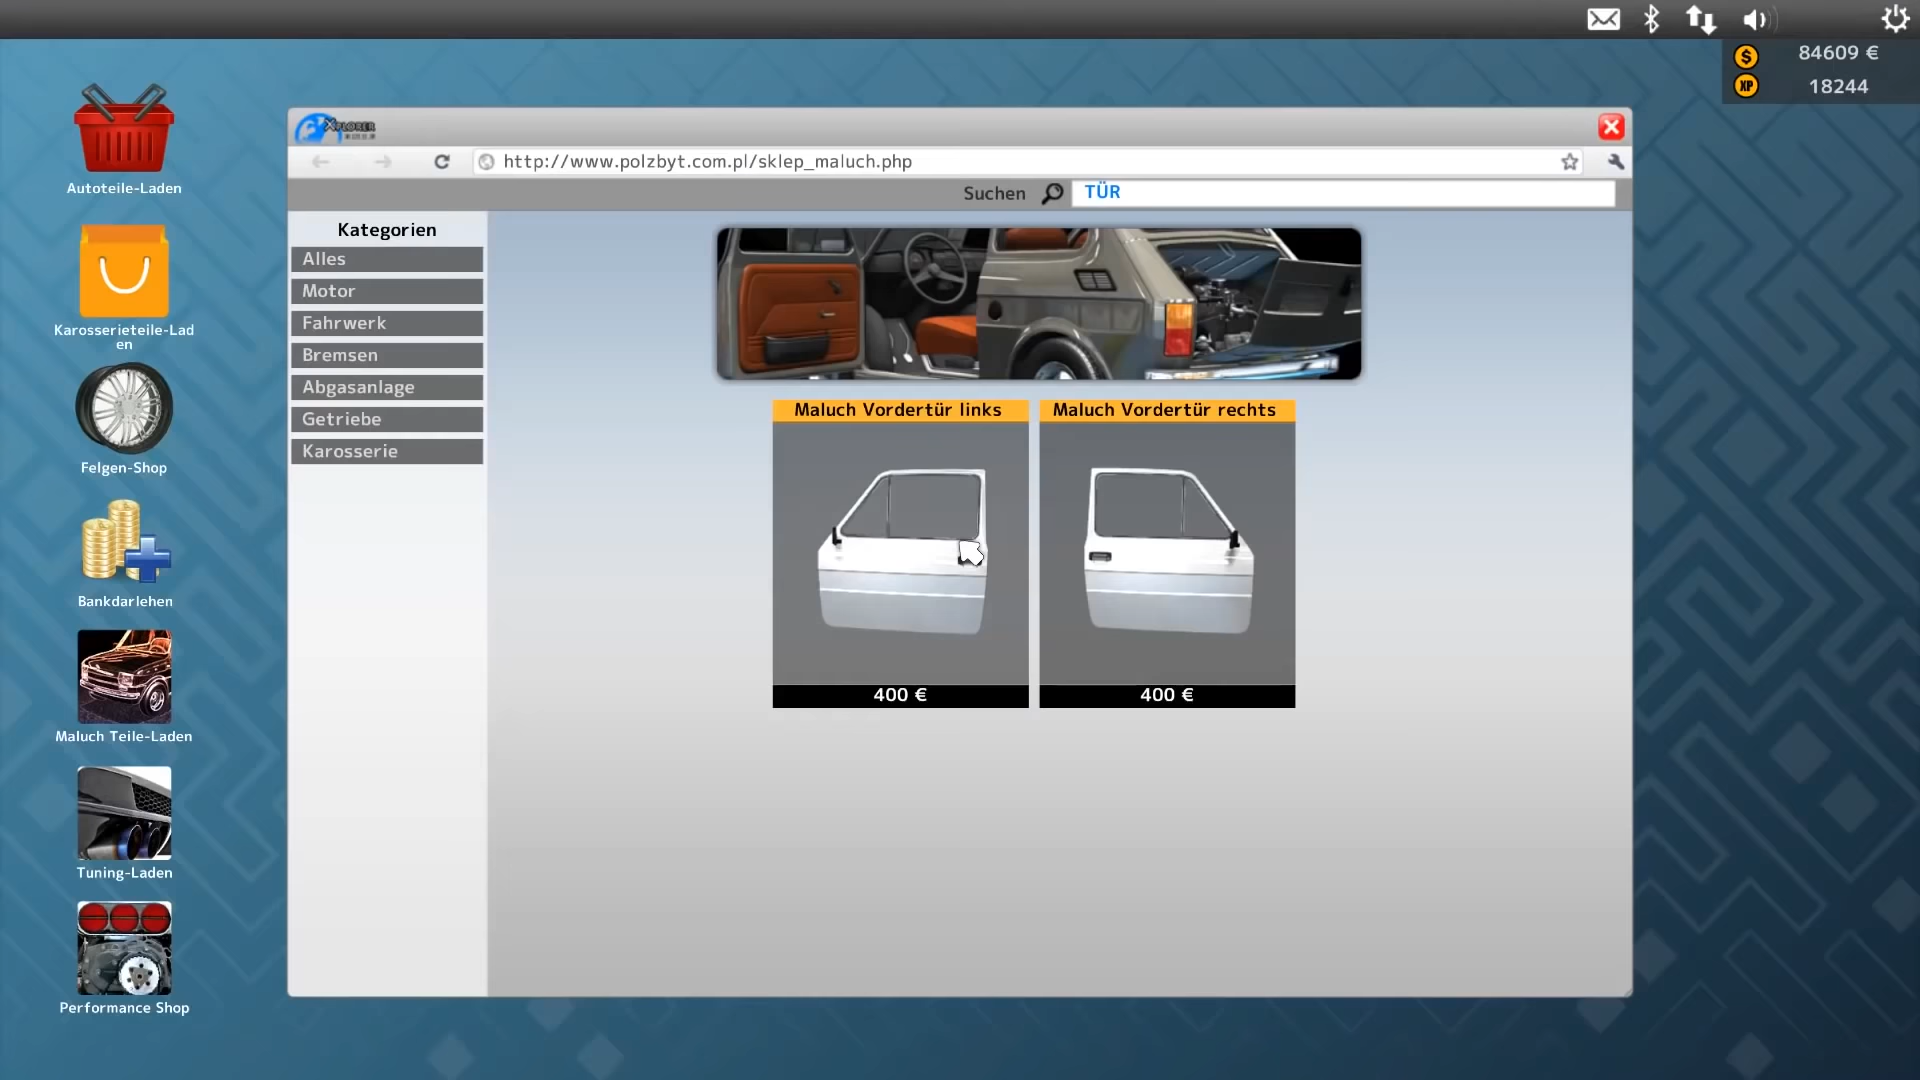 84609 €
XP 18244
Autoteile-Laden
Karosserieteile-Lad
en
Felgen-Shop
Bankdarlehen
Maluch Teile-Laden
Tuning-Laden
Performance Shop
XPLORER
http://www.polzbyt.com.pl/sklep_maluch.php
Suchen TÜR
Kategorien
Alles
Motor
Fahrwerk
Bremsen
Abgasanlage
Getriebe
Karosserie
Maluch Vordertür links
400 €
Maluch Vordertür rechts
400 €